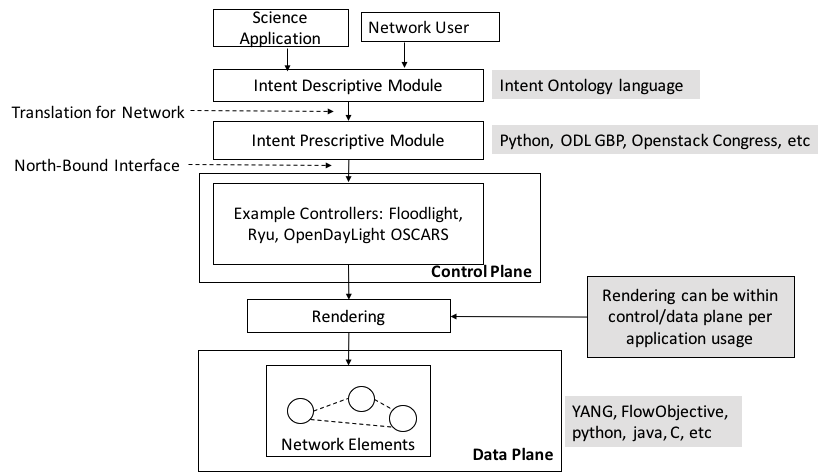 Science
Application
Network User
Intent Descriptive Module
Intent Ontology language
Translation for Network
Intent Prescriptive Module
Python, ODL GBP, Openstack Congress, etc
North-Bound Interface
Example Controllers: Floodlight,
Ryu, OpenDayLight OSCARS
Control Plane
Rendering
Rendering can be within
control/data plane per
application usage
Network Elements
YANG, FlowObjective,
python, java, C, etc
Data Plane